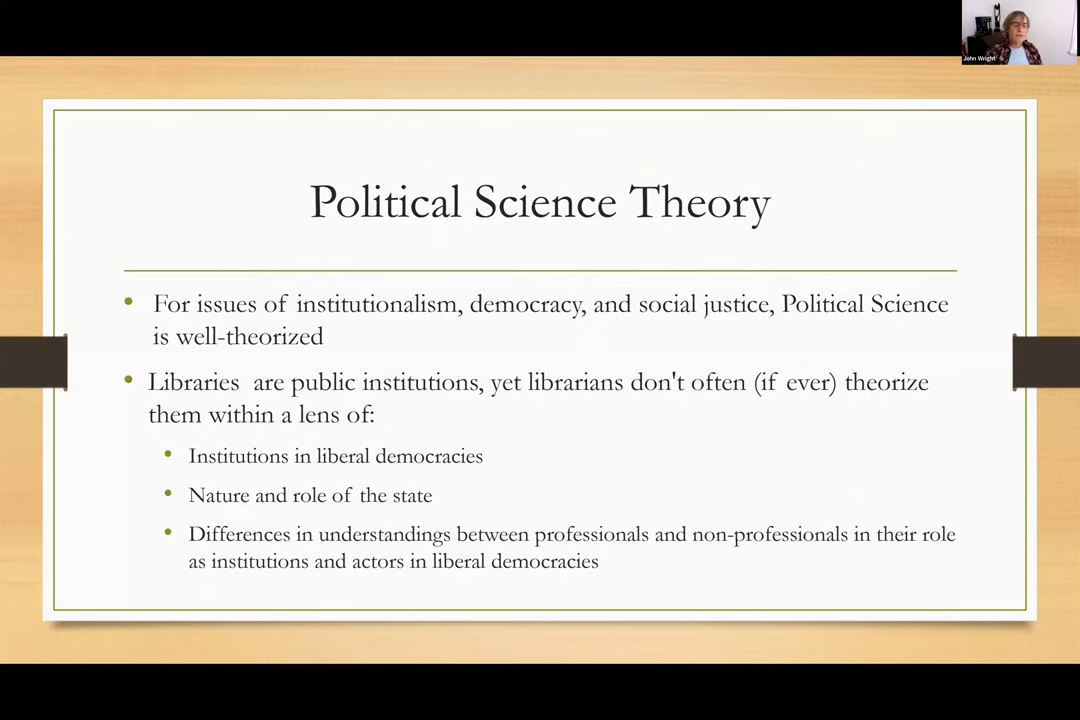 John Wright
Political Science Theory
• For issues of institutionalism, democracy, and social justice, Political Science
is well-theorized
• Libraries are public institutions, yet librarians don't often (if ever) theorize
them within a lens of:
• Institutions in liberal democracies
• Nature and role of the state
• Differences in understandings between professionals and non-professionals in their role
as institutions and actors in liberal democracies